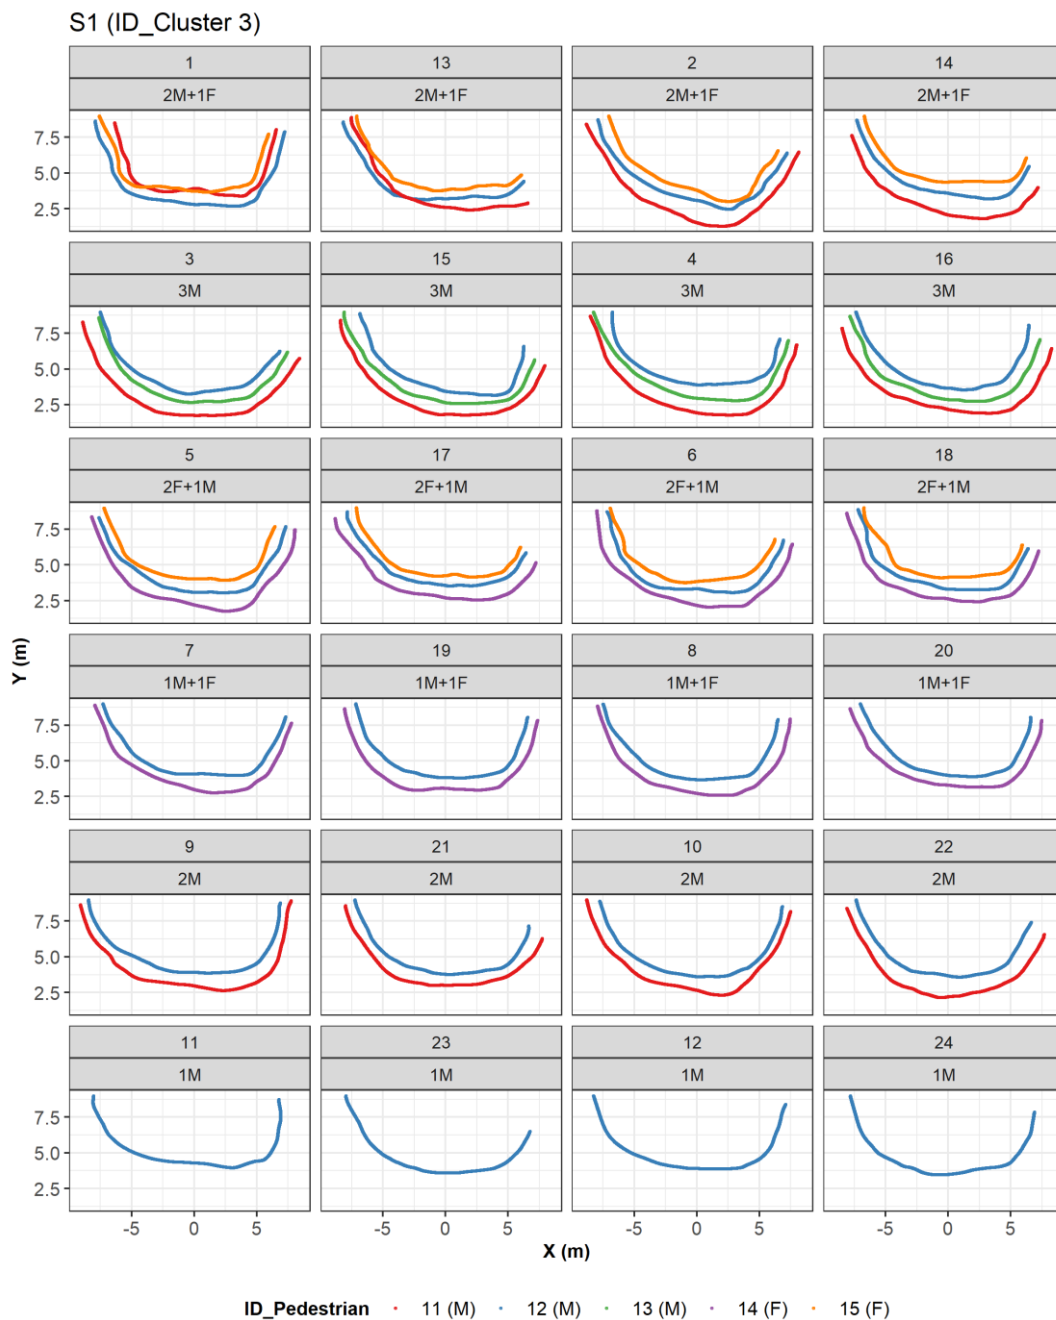 S1 (ID_Cluster 3)
1 13 2 14
2M+1F 2M+1F 2M+1F 2M+1F
7.5
5.0
2.5
3 15 4 16
3M 3M 3M 3M
7.5
5.0
2.5
5 17 6 18
2F+1M 2F+1M 2F+1M 2F+1M
7.5
5.0
2.5
Y (m)
7 19 8 20
1M+1F 1M+1F 1M+1F 1M+1F
7.5
5.0
2.5
9 21 10 22
2M 2M 2M 2M
7.5
5.0
2.5
11 23 12 24
1M 1M 1M 1M
7.5
5.0
2.5
-5 0 5 -5 0 5 -5 0 5 -5 0 5
X (m)
ID_Pedestrian 11 (M) 12 (M) 13 (M) 14 (F) 15 (F)